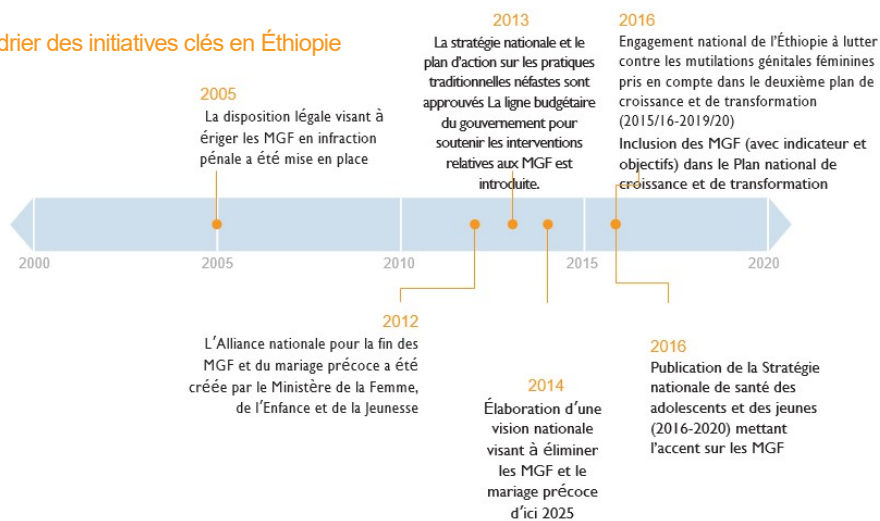 drier des initiatives clés en Éthiopie
2005
La disposition légale visant à
ériger les MGF en infraction
pénale a été mise en place
2013
La stratégie nationale et le
plan d'action sur les pratiques
traditionnelles néfastes sont
approuvés La ligne budgétaire
du gouvernement pour
soutenir les interventions
relatives aux MGF est
introduite.
2016
Engagement national de l'Éthiopie à lutter
contre les mutilations génitales féminines
pris en compte dans le deuxième plan de
croissance et de transformation
(2015/16-2019/20)
Inclusion des MGF (avec indicateur et
objectifs) dans le Plan national de
croissance et de transformation
2000
2005
2010
2015
2020
2012
L'Alliance nationale pour la fin des
MGF et du mariage précoce a été
créée par le Ministère de la Femme,
de l'Enfance et de la Jeunesse
2014
Élaboration d'une
vision nationale
visant à éliminer
les MGF et le
mariage précoce
d'ici 2025
2016
Publication de la Stratégie
nationale de santé des
adolescents et des jeunes
(2016-2020) mettant
l'accent sur les MGF